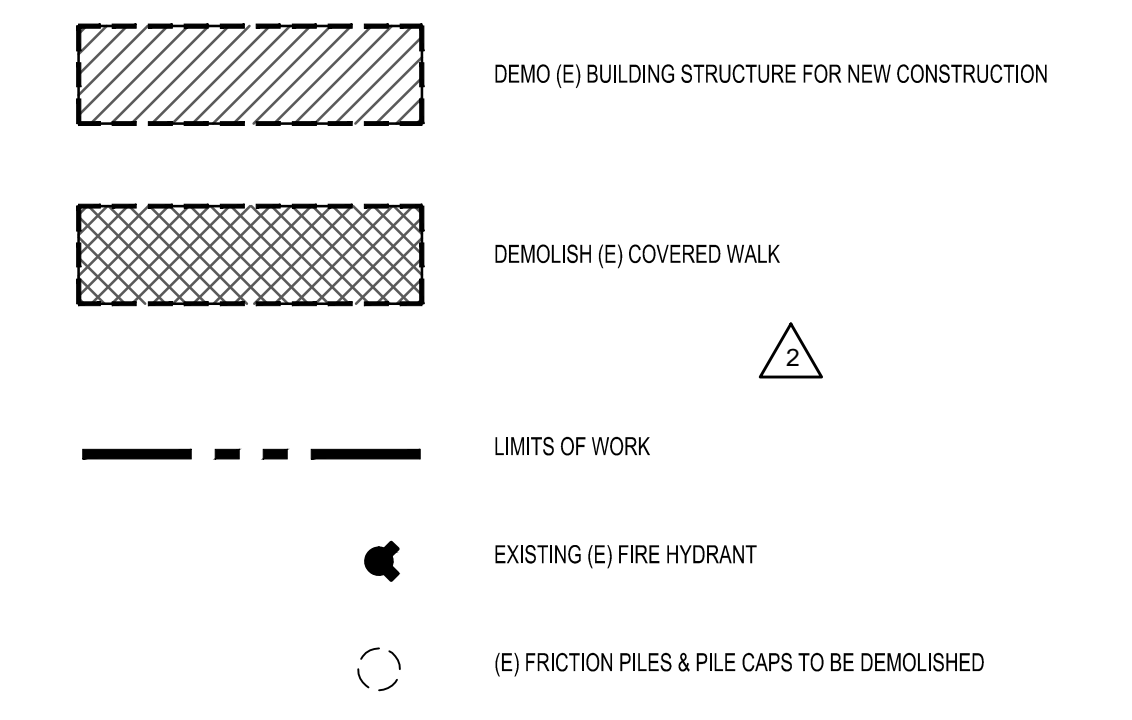 DEMO (E) BUILDING STRUCTURE FOR NEW CONSTRUCTION
DEMOLISH (E) COVERED WALK
2
LIMITS OF WORK
EXISTING (E) FIRE HYDRANT
(E) FRICTION PILES & PILE CAPS TO BE DEMOLISHED